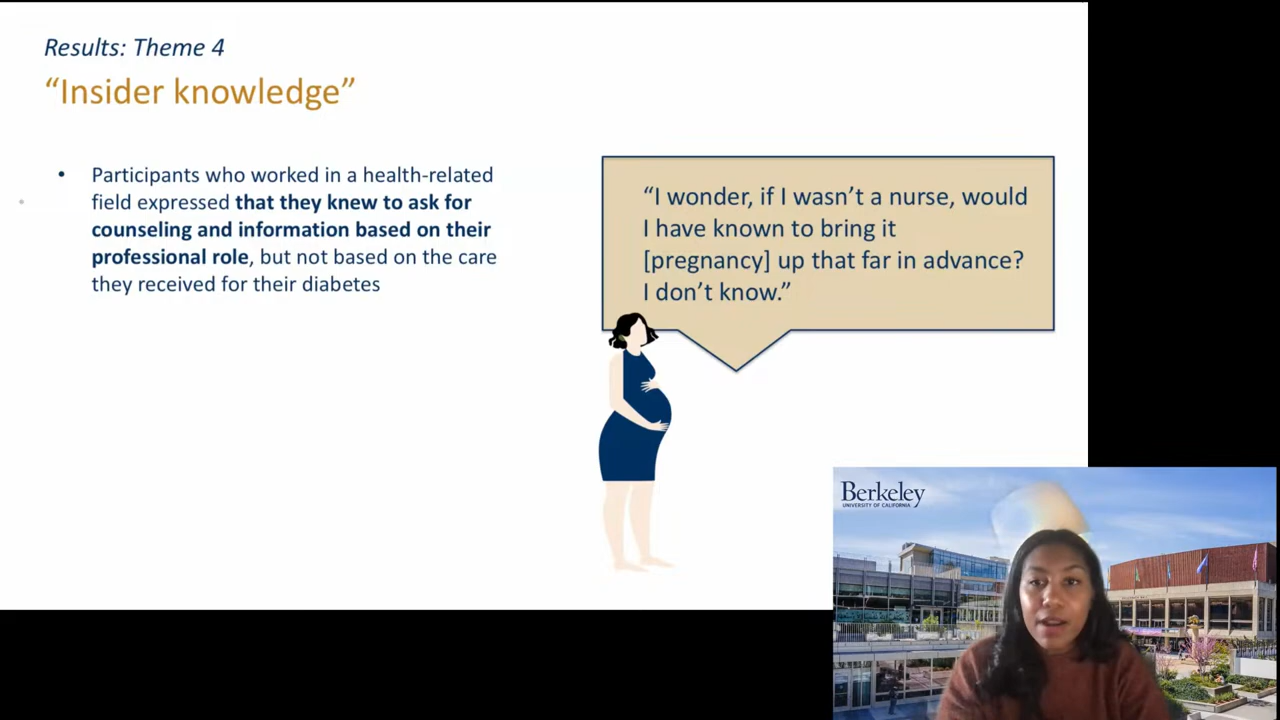 Results: Theme 4
“Insider knowledge”
• Participants who worked in a health-related
field expressed that they knew to ask for
counseling and information based on their
professional role, but not based on the care
they received for their diabetes
“I wonder, if I wasn’t a nurse, would
I have known to bring it
[pregnancy] up that far in advance?
I don’t know.”
Berkeley
UNIVERSITY OF CALIFORNIA